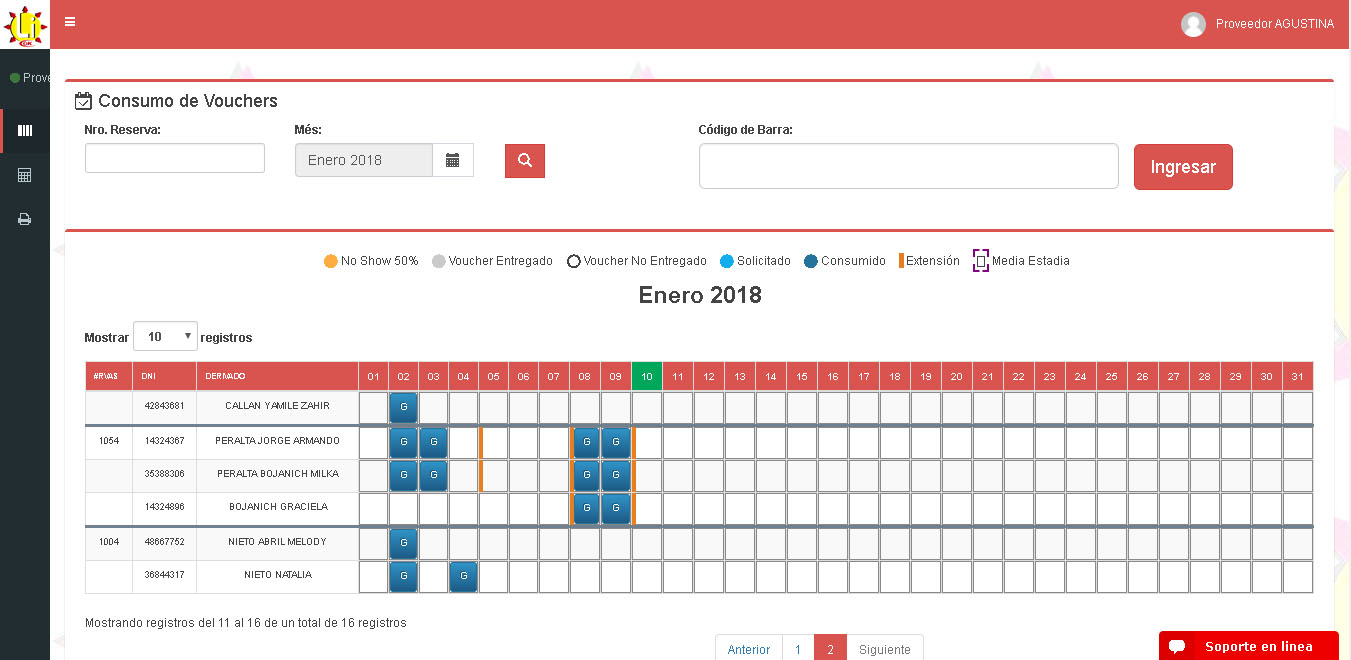 Li
Proveedor AGUSTINA
Prove
Consumo de Vouchers
Nro. Reserva:
Més:
Código de Barra:
Enero 2018
Ingresar
No Show 50% Voucher Entregado Voucher No Entregado Solicitado Consumido Extensión Media Estadia
Enero 2018
Mostrar 10 registros
#RVAS DNI DERIVADO 01 02 03 04 05 06 07 08 09 10 11 12 13 14 15 16 17 18 19 20 21 22 23 24 25 26 27 28 29 30 31
42843681 CALLAN YAMILE ZAHIR G
1054 14324367 PERALTA JORGE ARMANDO G G G G
35388306 PERALTA BOJANICH MILKA G G G G
14324896 BOJANICH GRACIELA G G
1004 48667752 NIETO ABRIL MELODY G
36844317 NIETO NATALIA G G
Mostrando registros del 11 al 16 de un total de 16 registros
Anterior 1 2 Siguiente
Soporte en linea